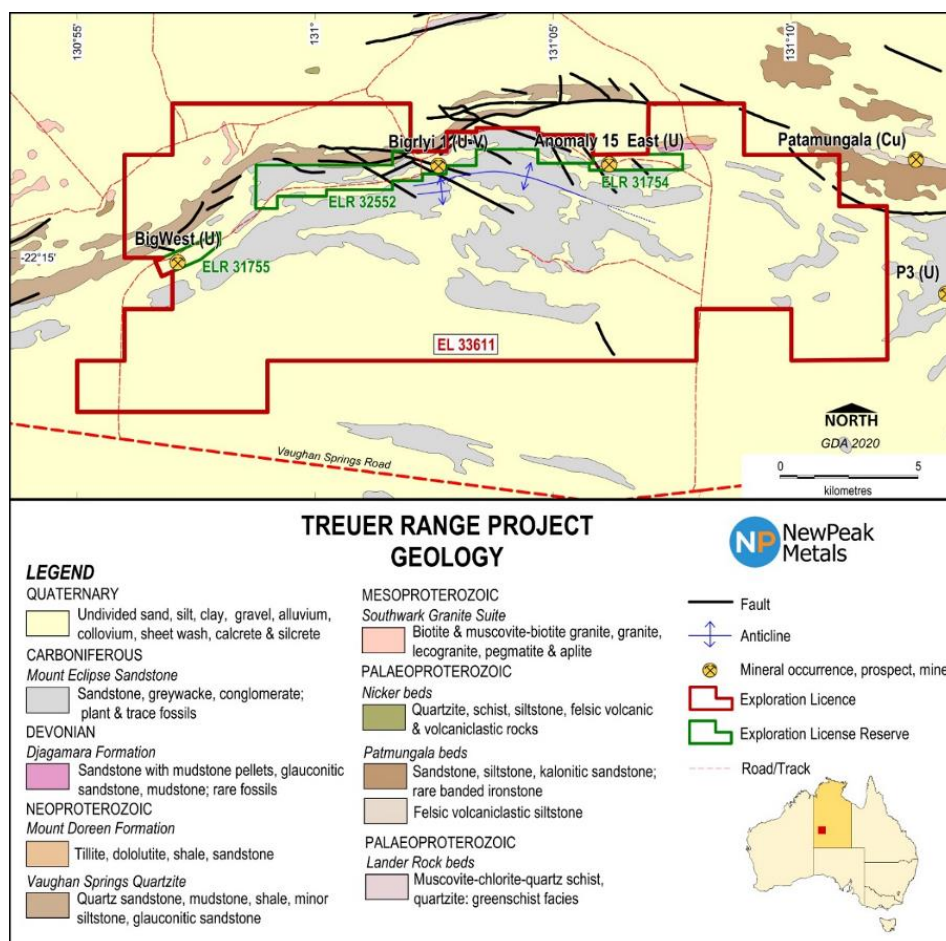 130°55'
131°
131°05'
131°10'
Bigrlyi 1 (U-V)
Anomaly 15 East (U)
Patamungala (Cu)
ELR 31754
ELR 32552
BigWest (U)
-22°15'
ELR 31755
P3 (U)
EL 33611
NORTH
GDA 2020
Vaughan Springs Road
0 5
kilometres
TREUER RANGE PROJECT
GEOLOGY
NP NewPeak
Metals
LEGEND
QUATERNARY
Undivided sand, silt, clay, gravel, alluvium,
collovium, sheet wash, calcrete & silcrete
CARBONIFEROUS
Mount Eclipse Sandstone
Sandstone, greywacke, conglomerate;
plant & trace fossils
DEVONIAN
Djagamara Formation
Sandstone with mudstone pellets, glauconitic
sandstone, mudstone; rare fossils
NEOPROTEROZOIC
Mount Doreen Formation
Tillite, dololutite, shale, sandstone
Vaughan Springs Quartzite
Quartz sandstone, mudstone, shale, minor
siltstone, glauconitic sandstone
MESOPROTEROZOIC
Southwark Granite Suite
Biotite & muscovite-biotite granite, granite,
lecogranite, pegmatite & aplite
PALAEOPROTEROZOIC
Nicker beds
Quartzite, schist, siltstone, felsic volcanic
& volcaniclastic rocks
Patmungala beds
Sandstone, siltstone, kalonitic sandstone;
rare banded ironstone
Felsic volcaniclastic siltstone
PALAEOPROTEROZOIC
Lander Rock beds
Muscovite-chlorite-quartz schist,
quartzite: greenschist facies
Fault
Anticline
Mineral occurrence, prospect, mine
Exploration Licence
Exploration License Reserve
Road/Track